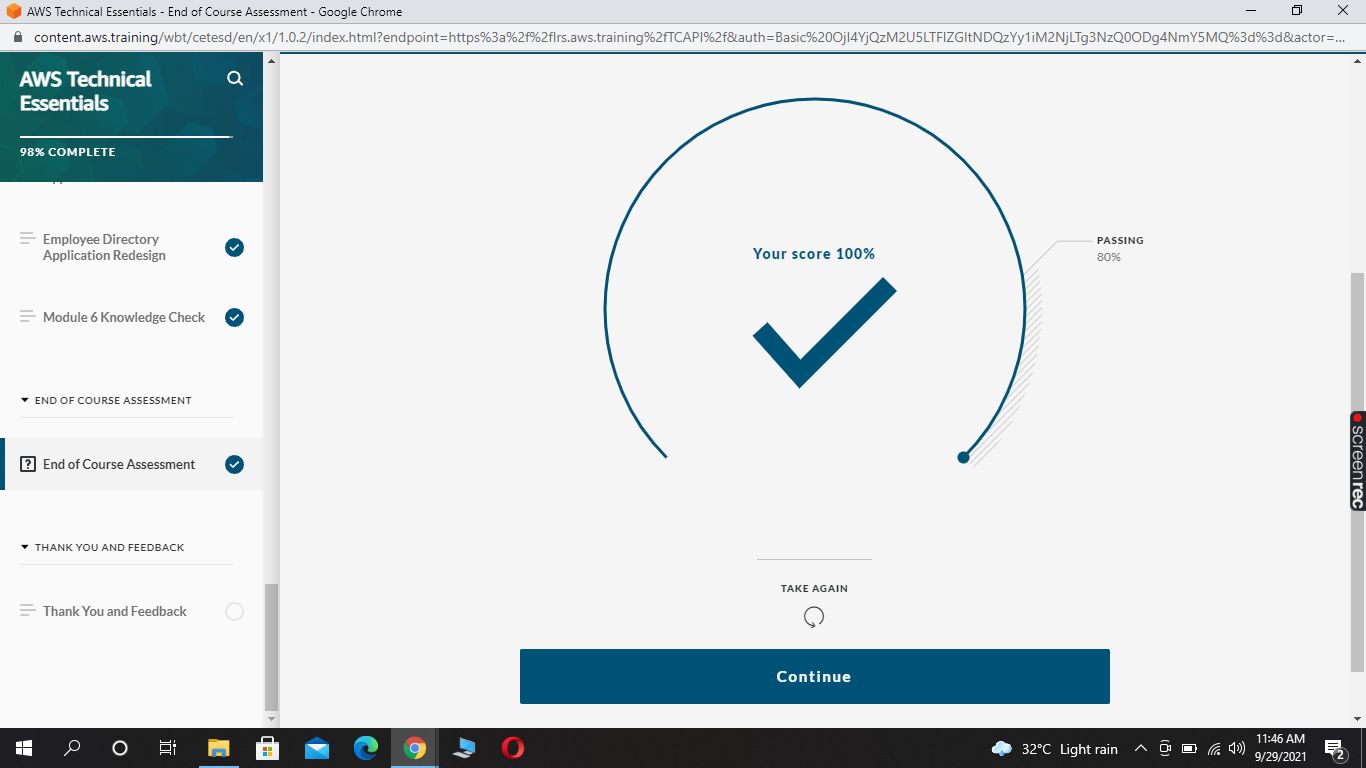 AWS Technical Essentials - End of Course Assessment - Google Chrome
content.aws.training/wbt/cetesd/en/x1/1.0.2/index.html?endpoint=https%3a%2f%2flrs.aws.training%2fTCAPI%2f&auth=Basic%20OjI4YjQzM2U5LTFlZGItNDQzYy1iM2NjLTg3NzQ0ODg4NmY5MQ%3d%3d&actor=...
AWS Technical
Essentials
98% COMPLETE
Employee Directory
Application Redesign
Module 6 Knowledge Check
END OF COURSE ASSESSMENT
End of Course Assessment
THANK YOU AND FEEDBACK
Thank You and Feedback
Your score 100%
PASSING
80%
TAKE AGAIN
Continue
screenrec
32°C Light rain
11:46 AM
9/29/2021
2